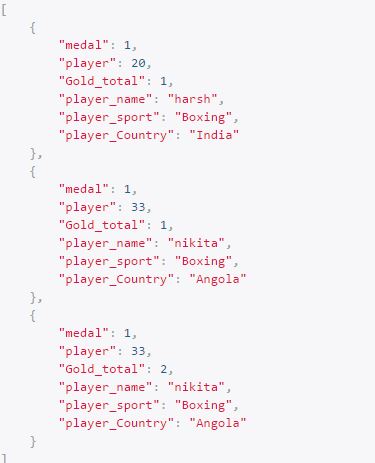 [
    {
        "medal": 1,
        "player": 20,
        "Gold_total": 1,
        "player_name": "harsh",
        "player_sport": "Boxing",
        "player_Country": "India"
    },
    {
        "medal": 1,
        "player": 33,
        "Gold_total": 1,
        "player_name": "nikita",
        "player_sport": "Boxing",
        "player_Country": "Angola"
    },
    {
        "medal": 1,
        "player": 33,
        "Gold_total": 2,
        "player_name": "nikita",
        "player_sport": "Boxing",
        "player_Country": "Angola"
    }
]